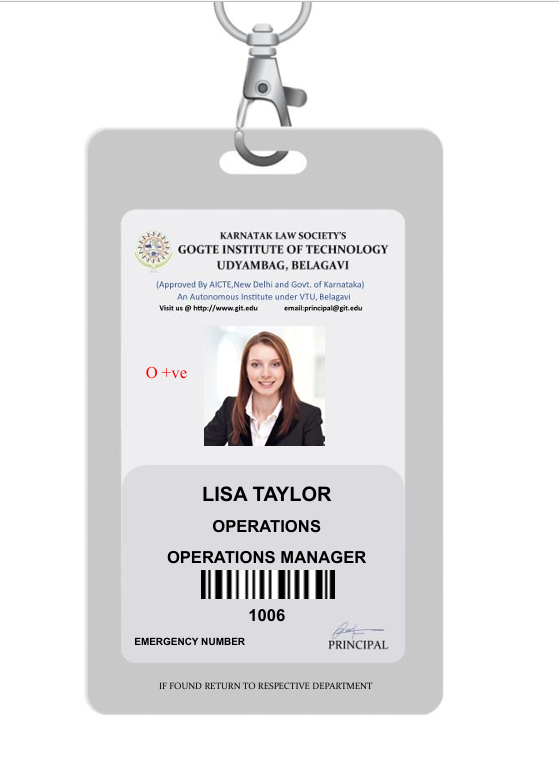 KARNATAK LAW SOCIETY'S
GOGTE INSTITUTE OF TECHNOLOGY
UDYAMBAG, BELAGAVI
(Approved By AICTE,New Delhi and Govt. of Karnataka)
An Autonomous Institute under VTU, Belagavi
Visit us @ http://www.git.edu email:principal@git.edu
O +ve
LISA TAYLOR
OPERATIONS
OPERATIONS MANAGER
1006
EMERGENCY NUMBER
PRINCIPAL
IF FOUND RETURN TO RESPECTIVE DEPARTMENT